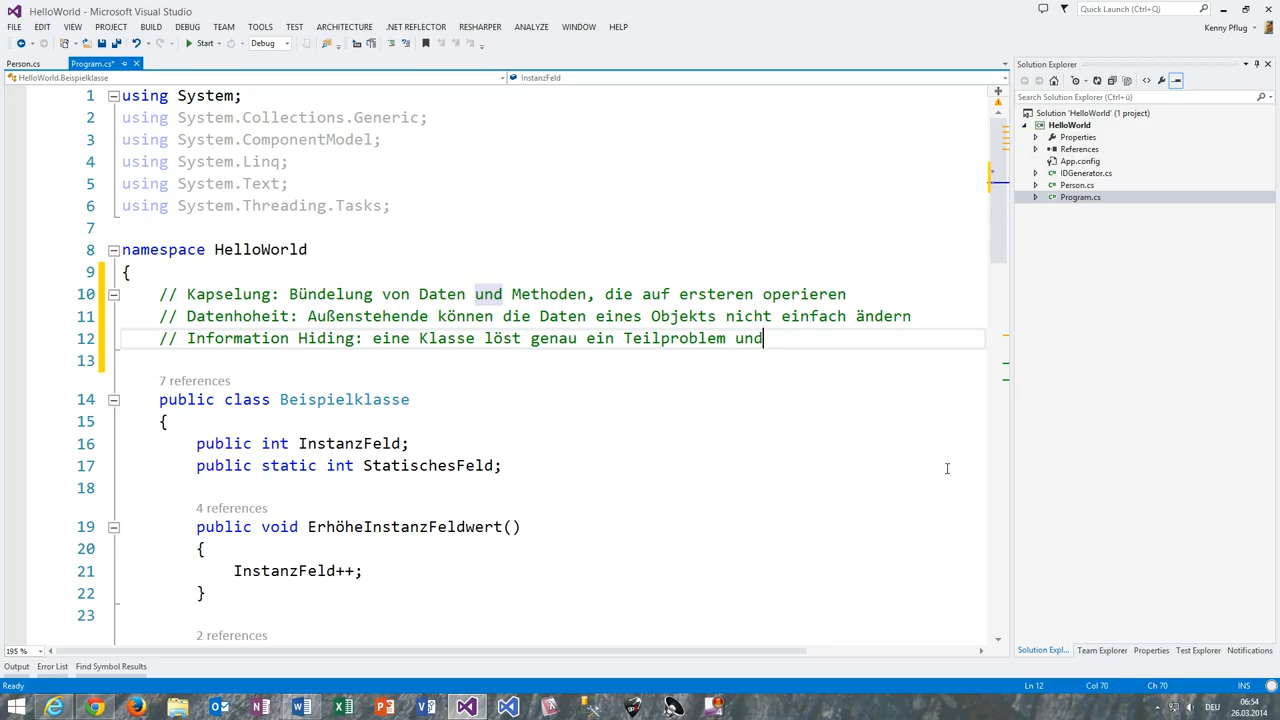 HelloWorld - Microsoft Visual Studio
Quick Launch (Ctrl+Q)
FILE EDIT VIEW PROJECT BUILD DEBUG TEAM TOOLS TEST ARCHITECTURE .NET REFLECTOR RESHARPER ANALYZE WINDOW HELP
Kenny Pflug
Start Debug
Person.cs Program.cs*
HelloWorld.Beispielklasse InstanzFeld
1 using System;
2 using System.Collections.Generic;
3 using System.ComponentModel;
4 using System.Linq;
5 using System.Text;
6 using System.Threading.Tasks;
7
8 namespace HelloWorld
9 {
10 // Kapselung: Bündelung von Daten und Methoden, die auf ersteren operieren
11 // Datenhoheit: Außenstehende können die Daten eines Objekts nicht einfach ändern
12 // Information Hiding: eine Klasse löst genau ein Teilproblem und
13
7 references
14 public class Beispielklasse
15 {
16 public int InstanzFeld;
17 public static int StatischesFeld;
18
4 references
19 public void ErhöheInstanzFeldwert()
20 {
21 InstanzFeld++;
22 }
23
2 references
195 %
Solution Explorer
Search Solution Explorer (Ctrl+ü)
Solution 'HelloWorld' (1 project)
HelloWorld
Properties
References
App.config
IDGenerator.cs
Person.cs
Program.cs
Solution Expl... Team Explorer Properties Test Explorer Notifications
Output Error List Find Symbol Results
Ready Ln 12 Col 70 Ch 70 INS
DEU
06:54
26.03.2014